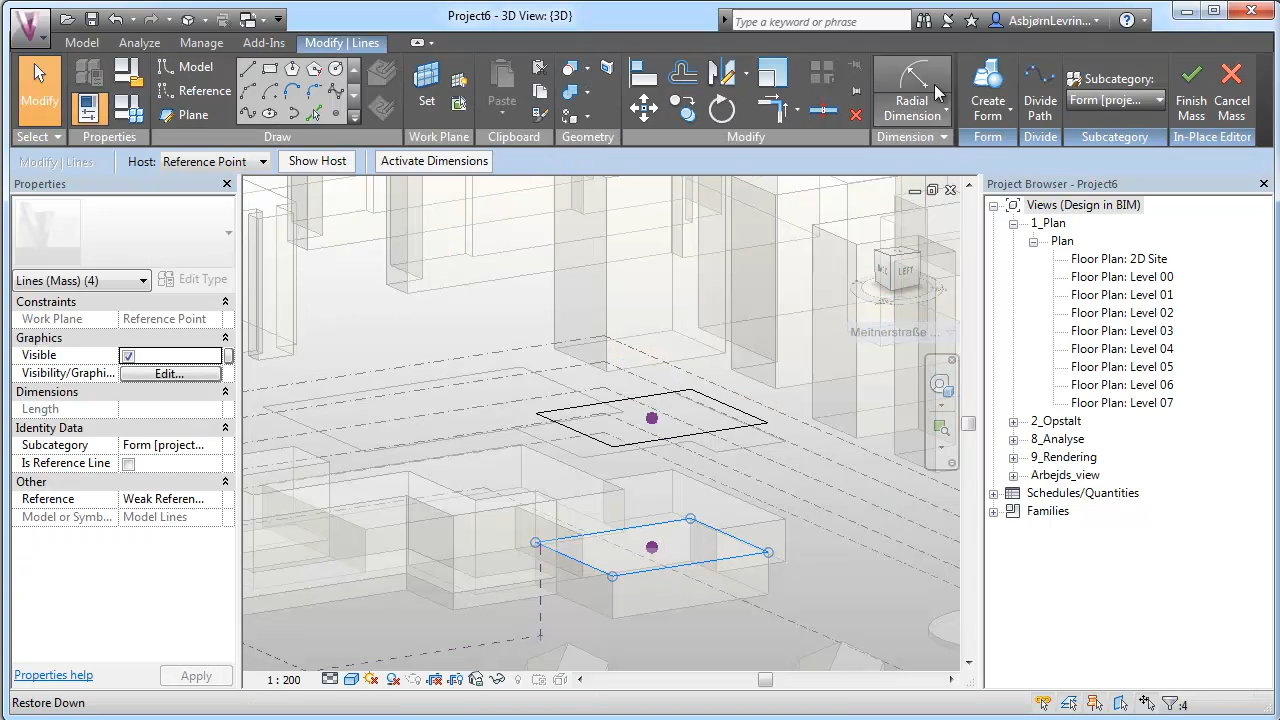 Project6 - 3D View: {3D}
Type a keyword or phrase
AsbjørnLevrin...
Model
Analyze
Manage
Add-Ins
Modify | Lines
Modify
Model
Reference
Plane
Set
Paste
Radial
Dimension
Create
Form
Divide
Path
Subcategory:
Form [proje...
Finish
Mass
Cancel
Mass
Select
Properties
Draw
Work Plane
Clipboard
Geometry
Modify
Dimension
Form
Divide
Subcategory
In-Place Editor
Modify | Lines
Host:
Reference Point
Show Host
Activate Dimensions
Properties
Lines (Mass) (4)
Edit Type
Constraints
Work Plane
Reference Point
Graphics
Visible
Visibility/Graphi...
Edit...
Dimensions
Length
Identity Data
Subcategory
Form [project...
Is Reference Line
Other
Reference
Weak Referen...
Model or Symb...
Model Lines
Properties help
Apply
LEFT
Meitnerstraße ...
1 : 200
Project Browser - Project6
Views (Design in BIM)
1_Plan
Plan
Floor Plan: 2D Site
Floor Plan: Level 00
Floor Plan: Level 01
Floor Plan: Level 02
Floor Plan: Level 03
Floor Plan: Level 04
Floor Plan: Level 05
Floor Plan: Level 06
Floor Plan: Level 07
2_Opstalt
8_Analyse
9_Rendering
Arbejds_view
Schedules/Quantities
Families
Restore Down
:4